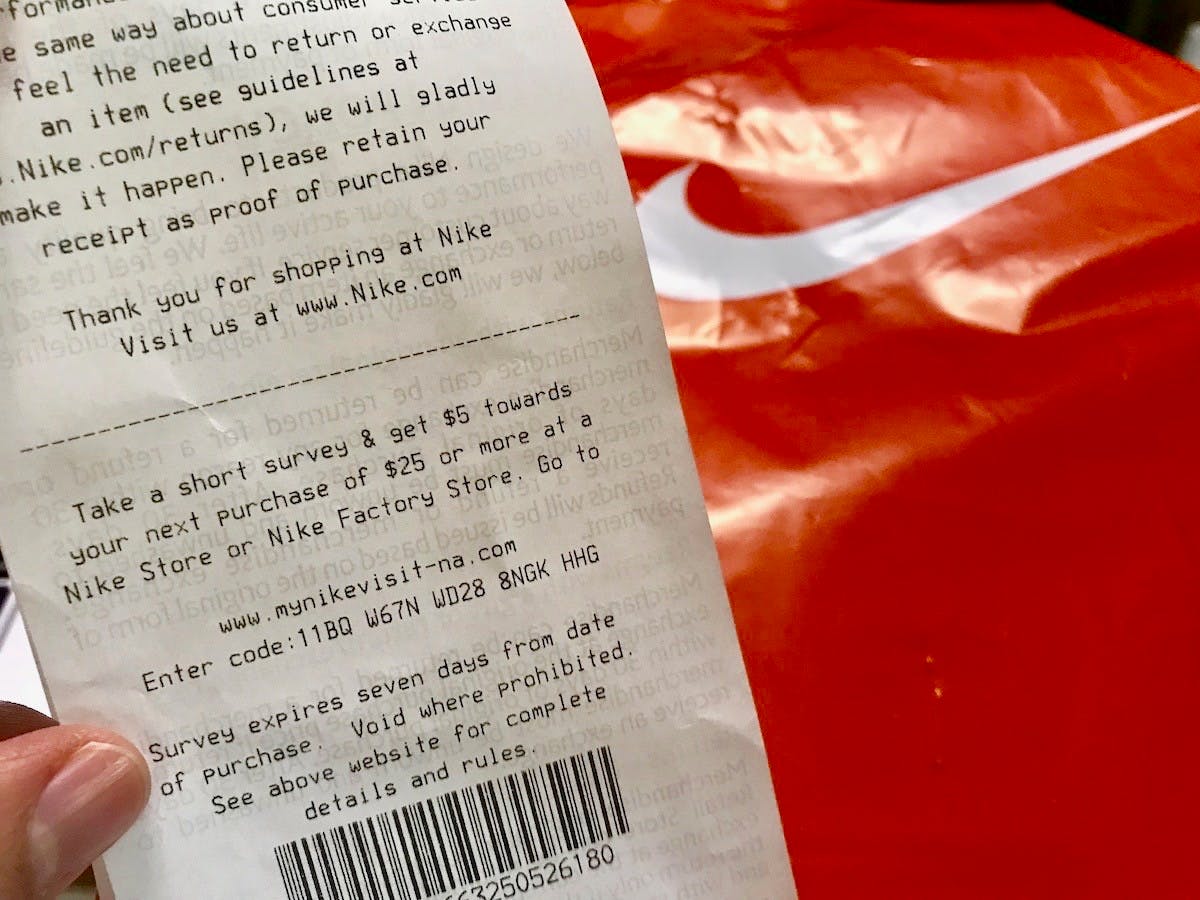 same way about consumer
feel the need to return or exchange
an item (see guidelines at
.Nike.com/returns), we will gladly
make it happen. Please retain your
receipt as proof of purchase.
Thank you for shopping at Nike
Visit us at www.Nike.com
Take a short survey & get $5 towards
your next purchase of $25 or more at a
Nike Store or Nike Factory Store. Go to
www.mynikevisit-na.com
Enter code:11BQ W67N WD28 8NGK HHG
Survey expires seven days from date
of purchase. Void where prohibited.
See above website for complete
details and rules.
63250526180